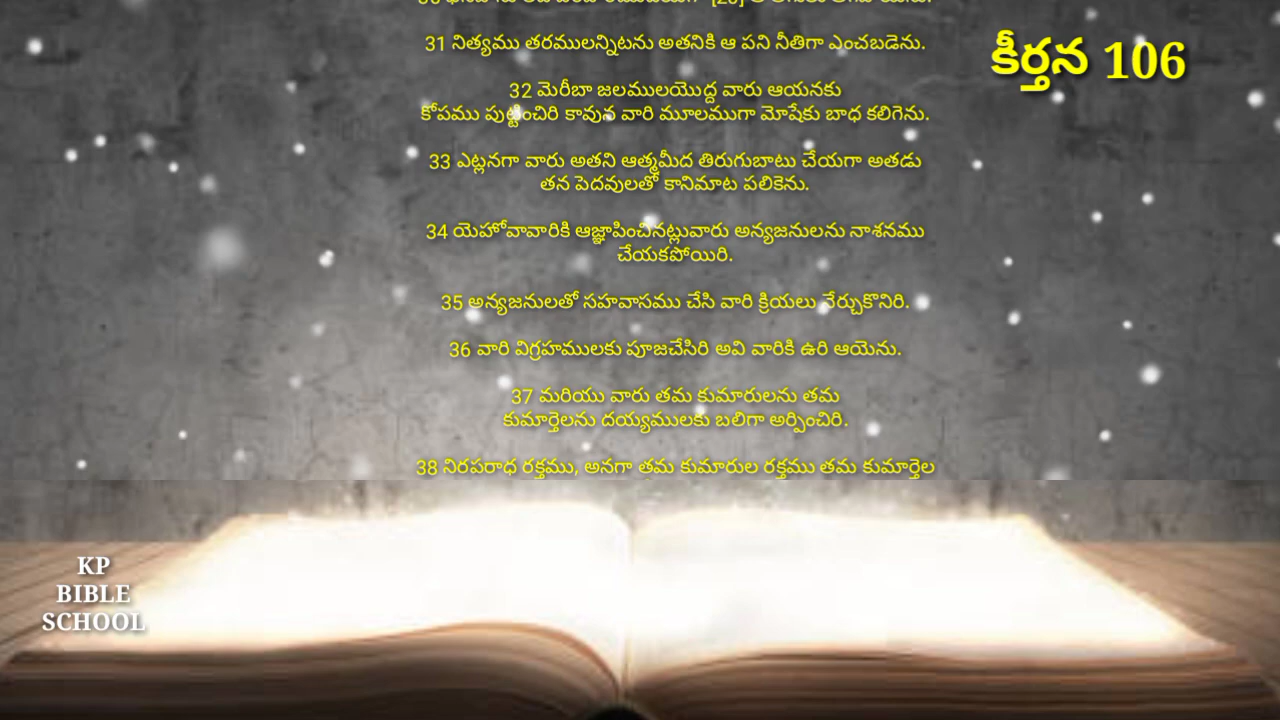 కీర్తన 106
31 నిత్యము తరములన్నిటను అతనికి ఆ పని నీతిగా ఎంచబడెను.
32 మెరీబా జలములయొద్ద వారు ఆయనకు
కోపము పుట్టించిరి కావున వారి మూలముగా మోషేకు బాధ కలిగెను.
33 ఎట్లనగా వారు అతని ఆత్మమీద తిరుగుబాటు చేయగా అతడు
తన పెదవులతో కానిమాట పలికెను.
34 యెహోవావారికి ఆజ్ఞాపించినట్లువారు అన్యజనులను నాశనము
చేయకపోయిరి.
35 అన్యజనులతో సహవాసము చేసి వారి క్రియలు నేర్చుకొనిరి.
36 వారి విగ్రహములకు పూజచేసిరి అవి వారికి ఉరి ఆయెను.
37 మరియు వారు తమ కుమారులను తమ
కుమార్తెలను దయ్యములకు బలిగా అర్పించిరి.
38 నిరపరాధ రక్తము, అనగా తమ కుమారుల రక్తము తమ కుమార్తెల
KP
BIBLE
SCHOOL